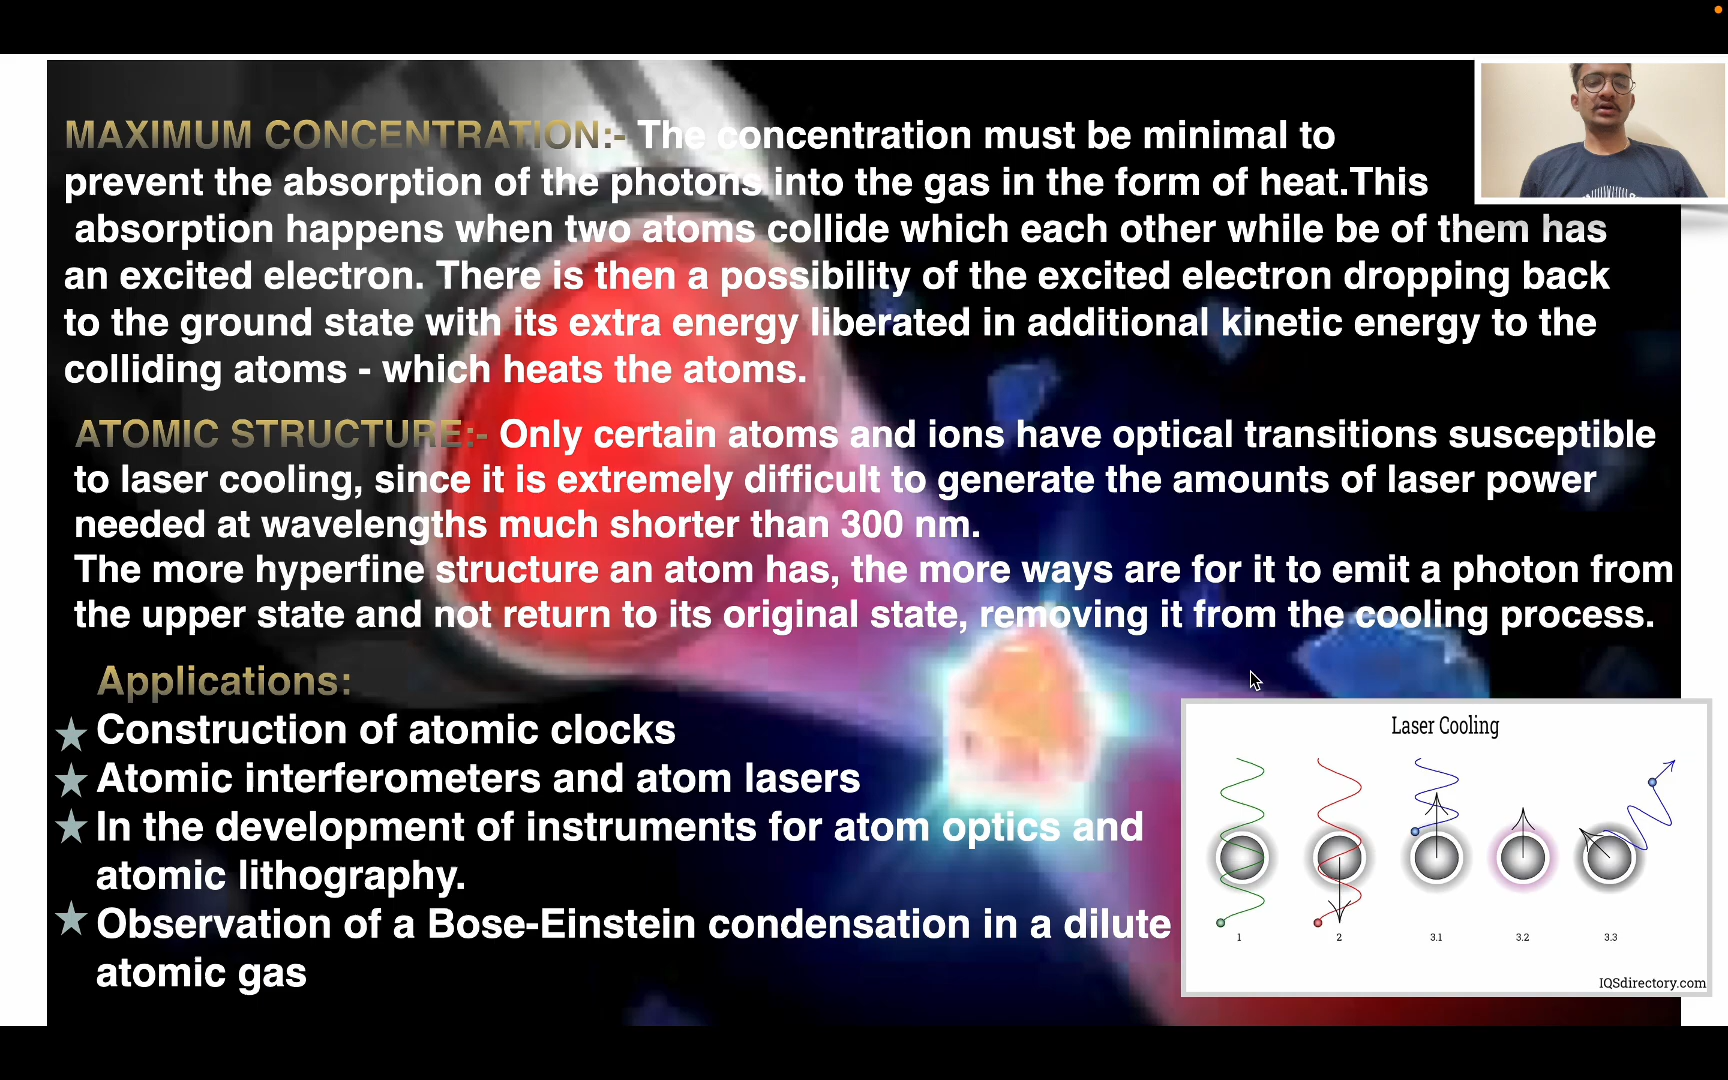 MAXIMUM CONCENTRATION:- The concentration must be minimal to
prevent the absorption of the photons into the gas in the form of heat.This
absorption happens when two atoms collide which each other while be of them has
an excited electron. There is then a possibility of the excited electron dropping back
to the ground state with its extra energy liberated in additional kinetic energy to the
colliding atoms - which heats the atoms.
ATOMIC STRUCTURE:- Only certain atoms and ions have optical transitions susceptible
to laser cooling, since it is extremely difficult to generate the amounts of laser power
needed at wavelengths much shorter than 300 nm.
The more hyperfine structure an atom has, the more ways are for it to emit a photon from
the upper state and not return to its original state, removing it from the cooling process.
Applications:
★ Construction of atomic clocks
★ Atomic interferometers and atom lasers
★ In the development of instruments for atom optics and
atomic lithography.
★ Observation of a Bose-Einstein condensation in a dilute
atomic gas
Laser Cooling
1 2 3.1 3.2 3.3
IQSdirectory.com